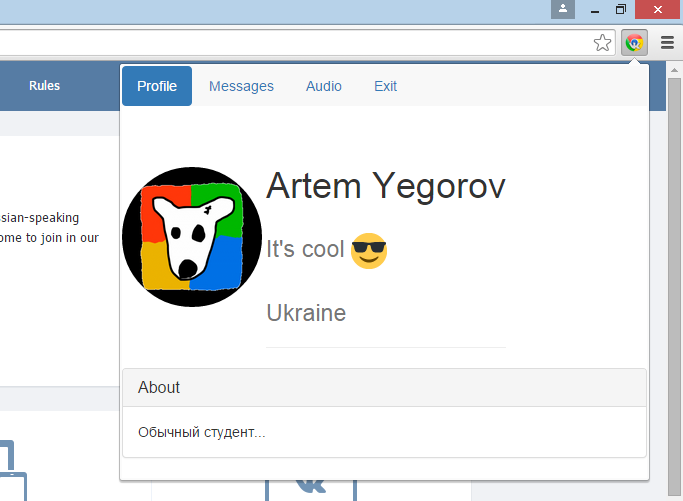 Rules
Profile Messages Audio Exit
Artem Yegorov
It's cool 😎
Ukraine
About
Обычный студент...
ssian-speaking
ome to join in our